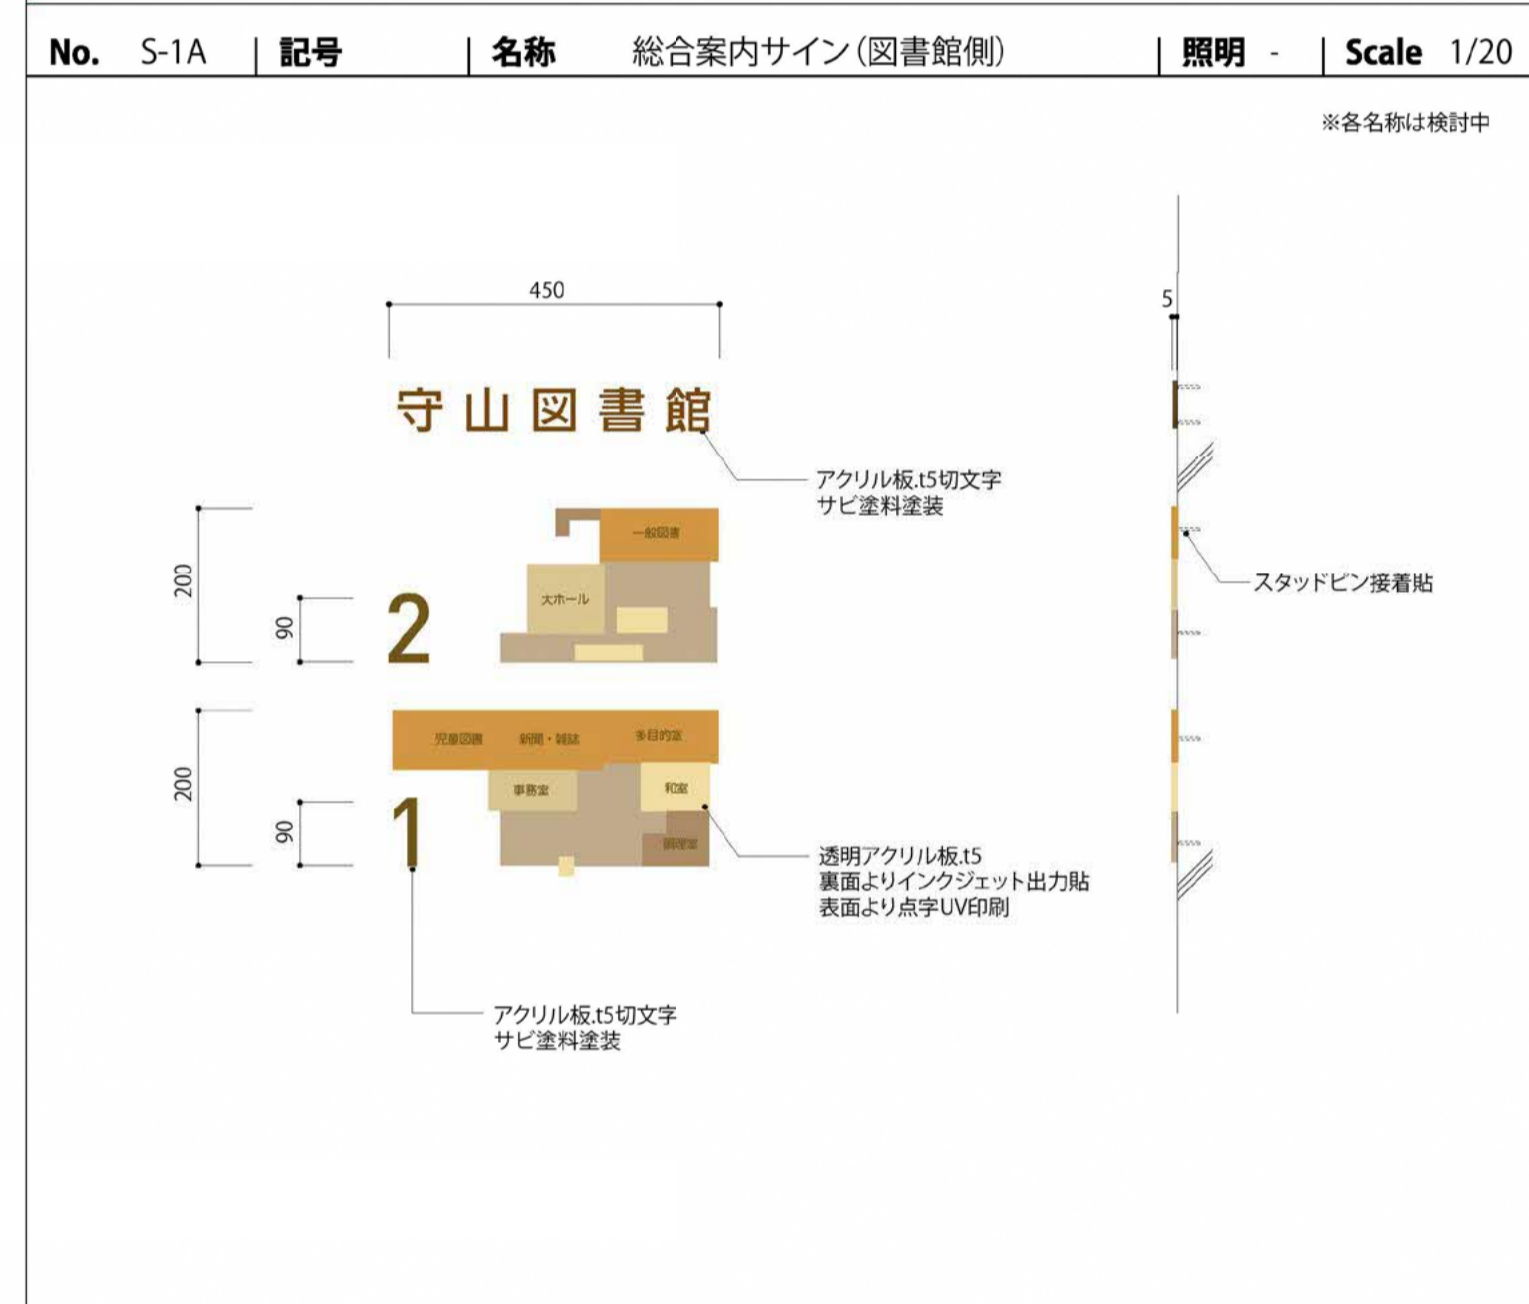 No. S-1A 記号 名称 総合案内サイン(図書館側) 照明 - Scale 1/20
※各名称は検討中
450
5
守山図書館
アクリル板.t5切文字
サビ塗料塗装
一般図書
200
大ホール
90
2
スタッドピン接着貼
児童図書 新聞・雑誌 多目的室
200
事務室
和室
90
1
調理室
透明アクリル板.t5
裏面よりインクジェット出力貼
表面より点字UV印刷
アクリル板.t5切文字
サビ塗料塗装